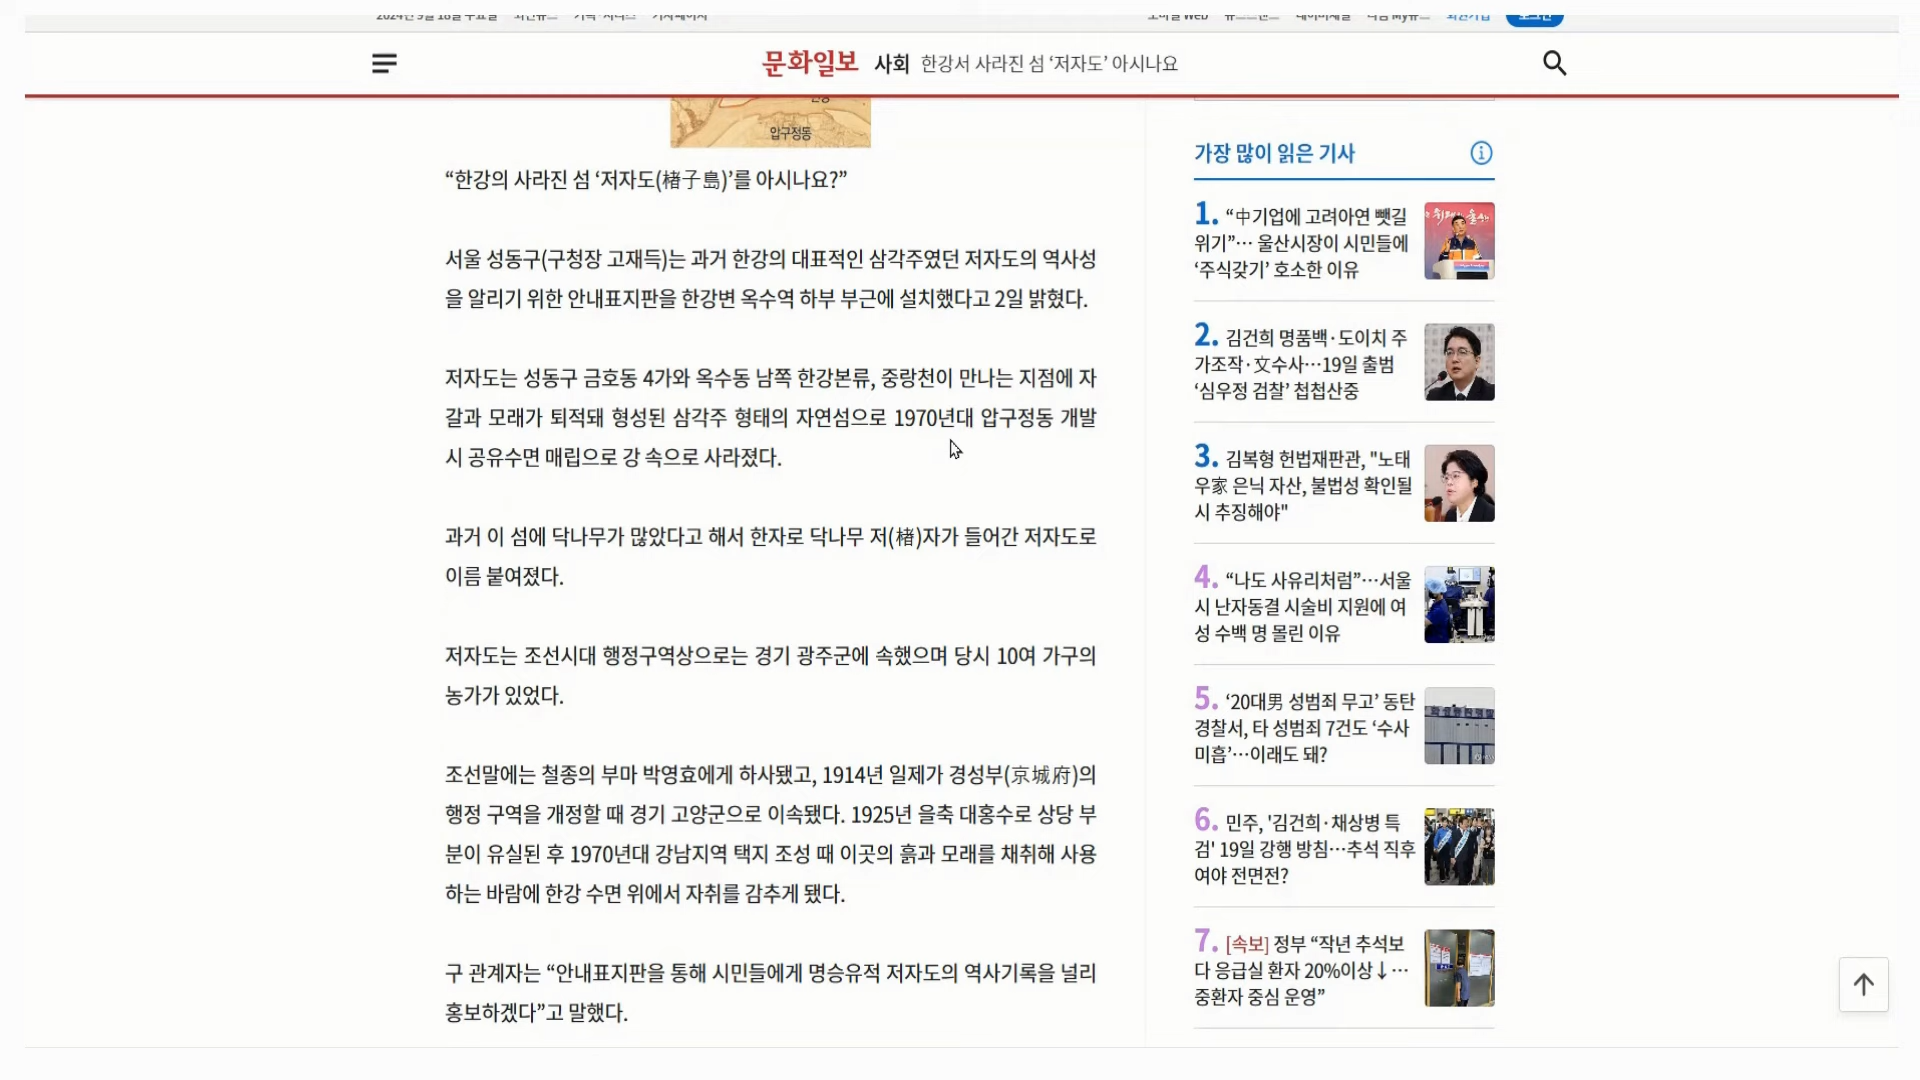 2024년 9월 18일 수요일
문화일보 사회 한강서 사라진 섬 ‘저자도’ 아시나요
한강
압구정동
“한강의 사라진 섬 ‘저자도(楮子島)’를 아시나요?”
서울 성동구(구청장 고재득)는 과거 한강의 대표적인 삼각주였던 저자도의 역사성
을 알리기 위한 안내표지판을 한강변 옥수역 하부 부근에 설치했다고 2일 밝혔다.
저자도는 성동구 금호동 4가와 옥수동 남쪽 한강본류, 중랑천이 만나는 지점에 자
갈과 모래가 퇴적돼 형성된 삼각주 형태의 자연섬으로 1970년대 압구정동 개발
시 공유수면 매립으로 강 속으로 사라졌다.
과거 이 섬에 닥나무가 많았다고 해서 한자로 닥나무 저(楮)자가 들어간 저자도로
이름 붙여졌다.
저자도는 조선시대 행정구역상으로는 경기 광주군에 속했으며 당시 10여 가구의
농가가 있었다.
조선말에는 철종의 부마 박영효에게 하사됐고, 1914년 일제가 경성부(京城府)의
행정 구역을 개정할 때 경기 고양군으로 이속됐다. 1925년 을축 대홍수로 상당 부
분이 유실된 후 1970년대 강남지역 택지 조성 때 이곳의 흙과 모래를 채취해 사용
하는 바람에 한강 수면 위에서 자취를 감추게 됐다.
구 관계자는 “안내표지판을 통해 시민들에게 명승유적 저자도의 역사기록을 널리
홍보하겠다”고 말했다.
가장 많이 읽은 기사
1. “中기업에 고려아연 뺏길
위기”… 울산시장이 시민들에
‘주식갖기’ 호소한 이유
2. 김건희 명품백·도이치 주
가조작·文수사…19일 출범
‘심우정 검찰’ 첩첩산중
3. 김복형 헌법재판관, "노태
우家 은닉 자산, 불법성 확인될
시 추징해야"
4. “나도 사유리처럼”…서울
시 난자동결 시술비 지원에 여
성 수백 명 몰린 이유
5. ‘20대男 성범죄 무고’ 동탄
경찰서, 타 성범죄 7건도 ‘수사
미흡’…이래도 돼?
6. 민주, '김건희·채상병 특
검' 19일 강행 방침…추석 직후
여야 전면전?
7. [속보] 정부 “작년 추석보
다 응급실 환자 20%이상↓…
중환자 중심 운영”